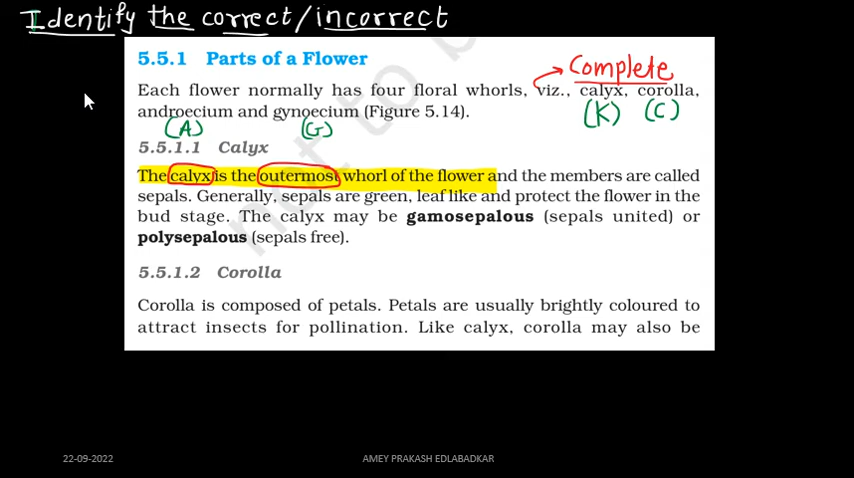 Identify the correct/incorrect
5.5.1 Parts of a Flower
Complete
Each flower normally has four floral whorls, viz., calyx, corolla,
(K) (C)
androecium and gynoecium (Figure 5.14).
(A) (G)
5.5.1.1 Calyx
The calyx is the outermost whorl of the flower and the members are called
sepals. Generally, sepals are green, leaf like and protect the flower in the
bud stage. The calyx may be gamosepalous (sepals united) or
polysepalous (sepals free).
5.5.1.2 Corolla
Corolla is composed of petals. Petals are usually brightly coloured to
attract insects for pollination. Like calyx, corolla may also be
not to b
22-09-2022 AMEY PRAKASH EDLABADKAR